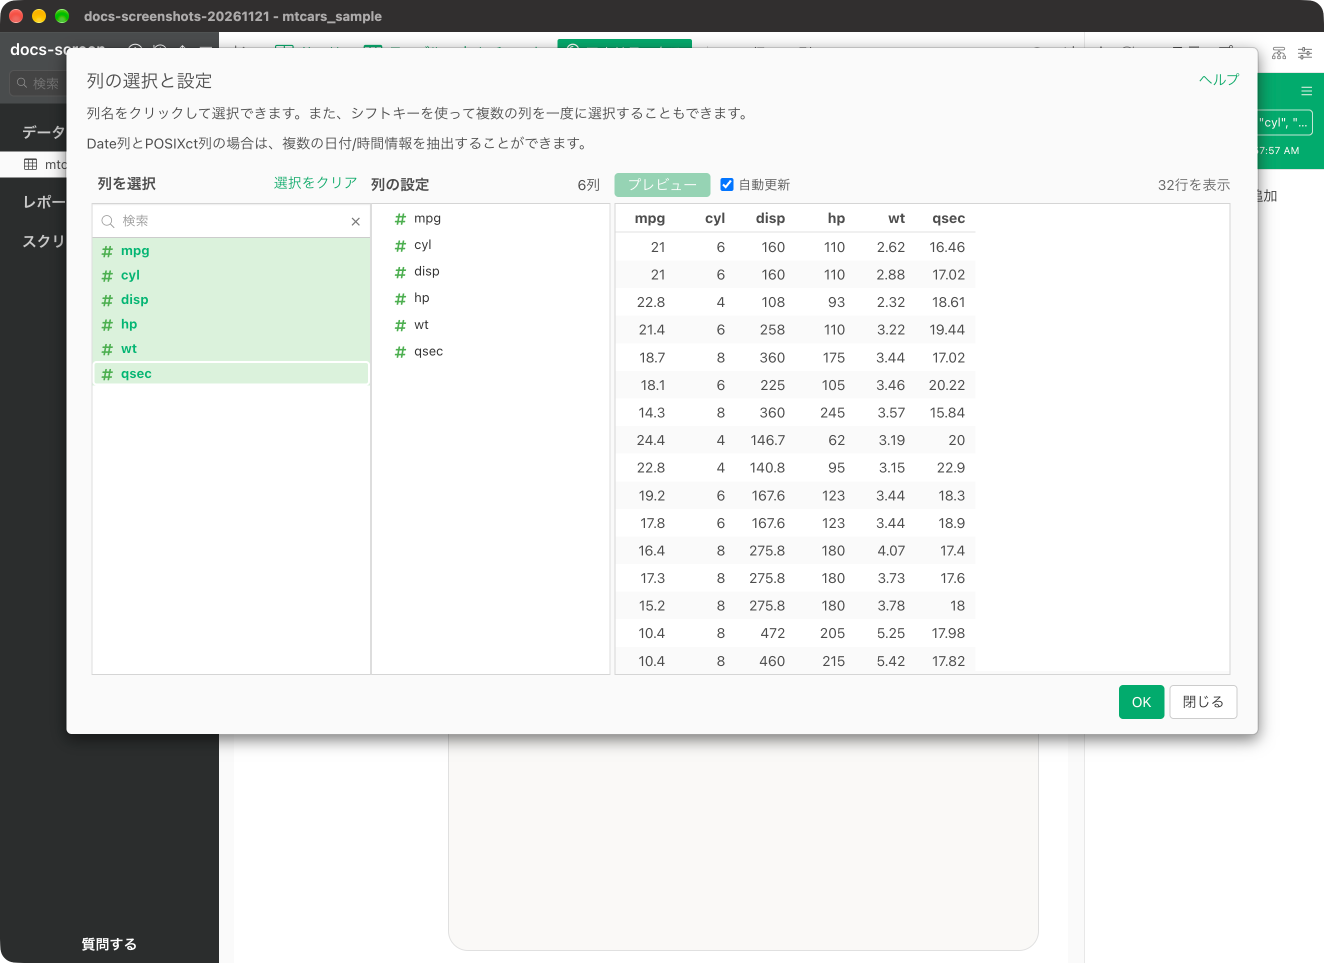 docs-screenshots-20261121 - mtcars_sample
docs-screen
検索
データ
mtc
レポー
スクリ
質問する
列の選択と設定
ヘルプ
列名をクリックして選択できます。また、シフトキーを使って複数の列を一度に選択することもできます。
Date列とPOSIXct列の場合は、複数の日付/時間情報を抽出することができます。
列を選択 選択をクリア
検索
mpg
cyl
disp
hp
wt
qsec
列の設定 6列
mpg
cyl
disp
hp
wt
qsec
プレビュー 自動更新 32行を表示
mpg cyl disp hp wt qsec
21 6 160 110 2.62 16.46
21 6 160 110 2.88 17.02
22.8 4 108 93 2.32 18.61
21.4 6 258 110 3.22 19.44
18.7 8 360 175 3.44 17.02
18.1 6 225 105 3.46 20.22
14.3 8 360 245 3.57 15.84
24.4 4 146.7 62 3.19 20
22.8 4 140.8 95 3.15 22.9
19.2 6 167.6 123 3.44 18.3
17.8 6 167.6 123 3.44 18.9
16.4 8 275.8 180 4.07 17.4
17.3 8 275.8 180 3.73 17.6
15.2 8 275.8 180 3.78 18
10.4 8 472 205 5.25 17.98
10.4 8 460 215 5.42 17.82
OK 閉じる
"cyl", "...
7:57 AM
追加